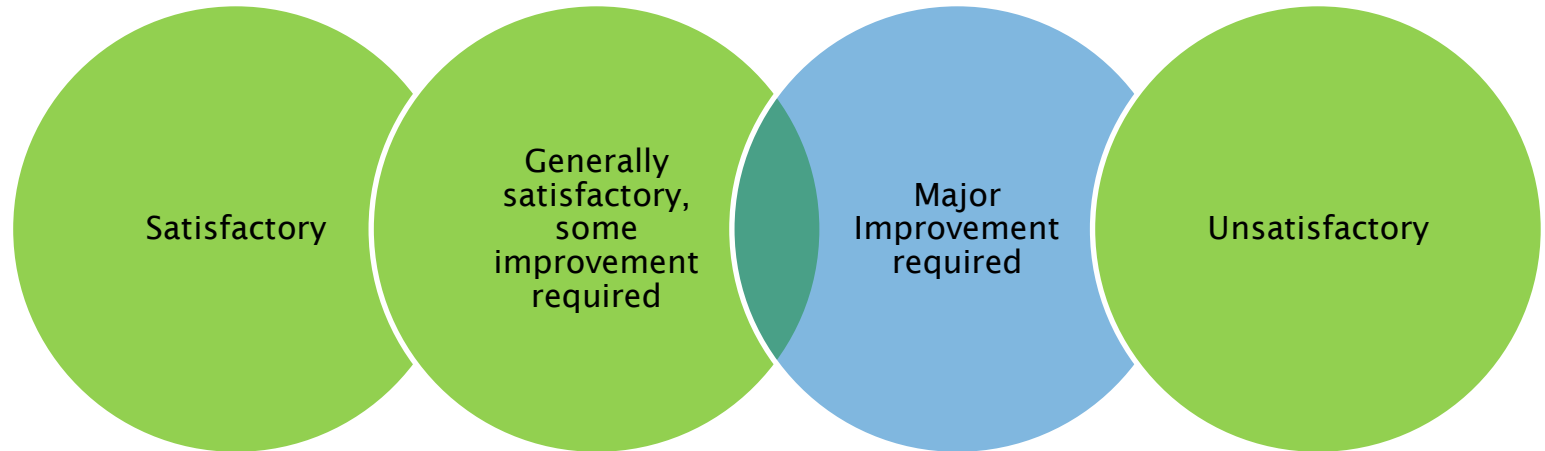 Satisfactory
Generally
satisfactory,
some
improvement
required
Major
Improvement
required
Unsatisfactory